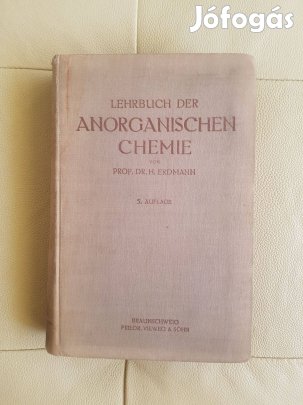 Jófogás
LEHRBUCH DER
ANORGANISCHEN
CHEMIE
VON
PROF. DR. H. ERDMANN
5. AUFLAGE
BRAUNSCHWEIG
FRIEDR. VIEWEG & SOHN